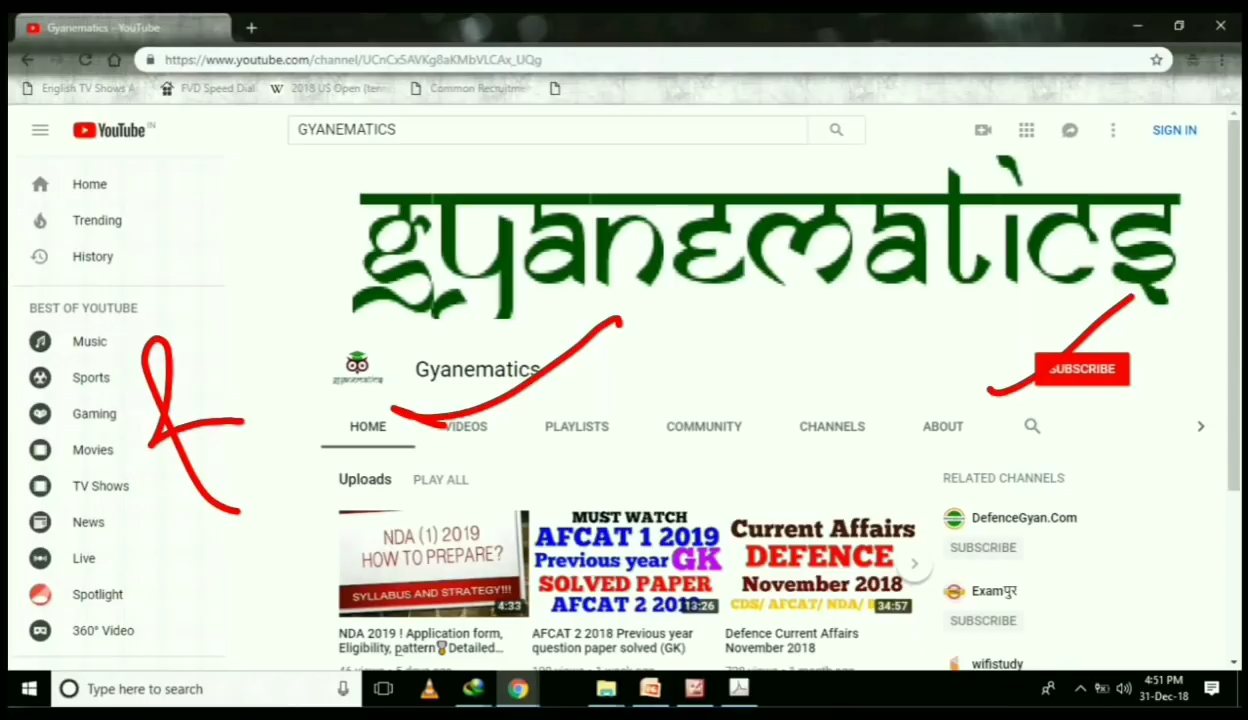 Gyanematics - YouTube
https://www.youtube.com/channel/UCnCx5AVKg8aKMbVLCAx_UQg
English TV Shows A
FVD Speed Dial
2018 US Open (tenn
Common Recruitme
YouTube IN
GYANEMATICS
SIGN IN
Home
Trending
History
BEST OF YOUTUBE
Music
Sports
Gaming
Movies
TV Shows
News
Live
Spotlight
360° Video
gyanematics
gyanematics
Gyanematics
SUBSCRIBE
HOME VIDEOS PLAYLISTS COMMUNITY CHANNELS ABOUT
Uploads PLAY ALL
NDA (1) 2019
HOW TO PREPARE?
SYLLABUS AND STRATEGY!!!
4:33
NDA 2019 ! Application form,
Eligibility, pattern🎖Detailed...
MUST WATCH
AFCAT 1 2019
Previous year GK
SOLVED PAPER
AFCAT 2 2018
13:26
AFCAT 2 2018 Previous year
question paper solved (GK)
Current Affairs
DEFENCE
November 2018
CDS/ AFCAT/ NDA/
34:57
Defence Current Affairs
November 2018
RELATED CHANNELS
DefenceGyan.Com
SUBSCRIBE
Examपुर
SUBSCRIBE
wifistudy
Type here to search
4:51 PM
31-Dec-18